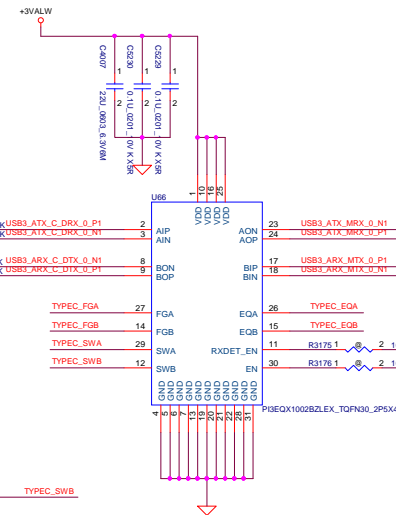 +3VALW
C4007
22U_0603_6.3V6M
1
2
C5230
0.1U_0201_10V K X5R
1
2
C5229
0.1U_0201_10V K X5R
1
2
U66
1
10
16
25
VDD
VDD
VDD
VDD
USB3_ATX_C_DRX_0_P1 2 AIP
USB3_ATX_C_DRX_0_N1 3 AIN
USB3_ARX_C_DTX_0_N1 8 BON
USB3_ARX_C_DTX_0_P1 9 BOP
TYPEC_FGA 27 FGA
TYPEC_FGB 14 FGB
TYPEC_SWA 29 SWA
TYPEC_SWB 12 SWB
AON 23 USB3_ATX_MRX_0_N1
AOP 24 USB3_ATX_MRX_0_P1
BIP 17 USB3_ARX_MTX_0_P1
BIN 18 USB3_ARX_MTX_0_N1
EQA 26 TYPEC_EQA
EQB 15 TYPEC_EQB
RXDET_EN 11 R3175 1 @ 2
EN 30 R3176 1 @ 2
GND GND GND GND GND GND GND GND GND GND GND
4 5 6 7 13 19 20 21 22 28 31
PI3EQX1002BZLEX_TQFN30_2P5X4
TYPEC_SWB